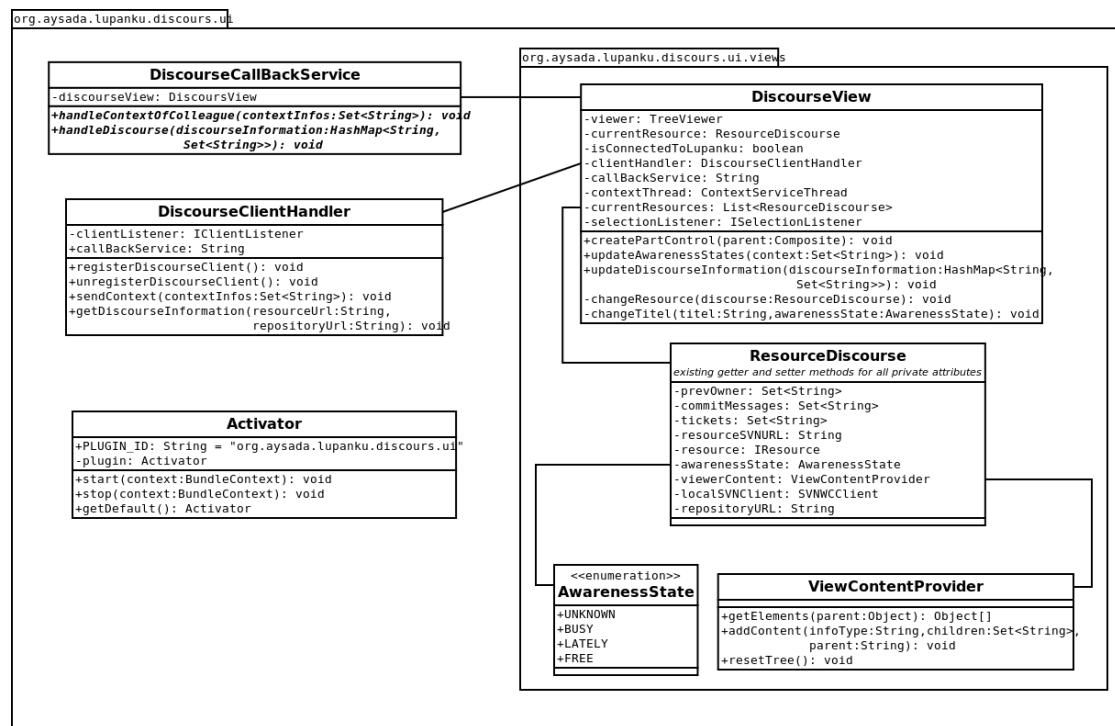 org.aysada.lupanku.discours.ui
DiscourseCallBackService
-discourseView: DiscoursView
+handleContextOfColleague(contextInfos:Set<String>): void
+handleDiscourse(discourseInformation:HashMap<String,
Set<String>>): void
DiscourseClientHandler
-clientListener: IClientListener
+callBackService: String
+registerDiscourseClient(): void
+unregisterDiscourseClient(): void
+sendContext(contextInfos:Set<String>): void
+getDiscourseInformation(resourceUrl:String,
repositoryUrl:String): void
Activator
+PLUGIN_ID: String = "org.aysada.lupanku.discours.ui"
-plugin: Activator
+start(context:BundleContext): void
+stop(context:BundleContext): void
+getDefault(): Activator
org.aysada.lupanku.discours.ui.views
DiscourseView
-viewer: TreeViewer
-currentResource: ResourceDiscourse
-isConnectedToLupanku: boolean
-clientHandler: DiscourseClientHandler
-callBackService: String
-contextThread: ContextServiceThread
-currentResources: List<ResourceDiscourse>
-selectionListener: ISelectionListener
+createPartControl(parent:Composite): void
+updateAwarenessStates(context:Set<String>): void
+updateDiscourseInformation(discourseInformation:HashMap<String,
Set<String>>): void
-changeResource(discourse:ResourceDiscourse): void
-changeTitel(titel:String,awarenessState:AwarenessState): void
ResourceDiscourse
existing getter and setter methods for all private attributes
-prevOwner: Set<String>
-commitMessages: Set<String>
-tickets: Set<String>
-resourceSVNURL: String
-resource: IResource
-awarenessState: AwarenessState
-viewerContent: ViewContentProvider
-localSVNClient: SVNWCClient
-repositoryURL: String
<<enumeration>>
AwarenessState
+UNKNOWN
+BUSY
+LATELY
+FREE
ViewContentProvider
+getElements(parent:Object): Object[]
+addContent(infoType:String,children:Set<String>,
parent:String): void
+resetTree(): void